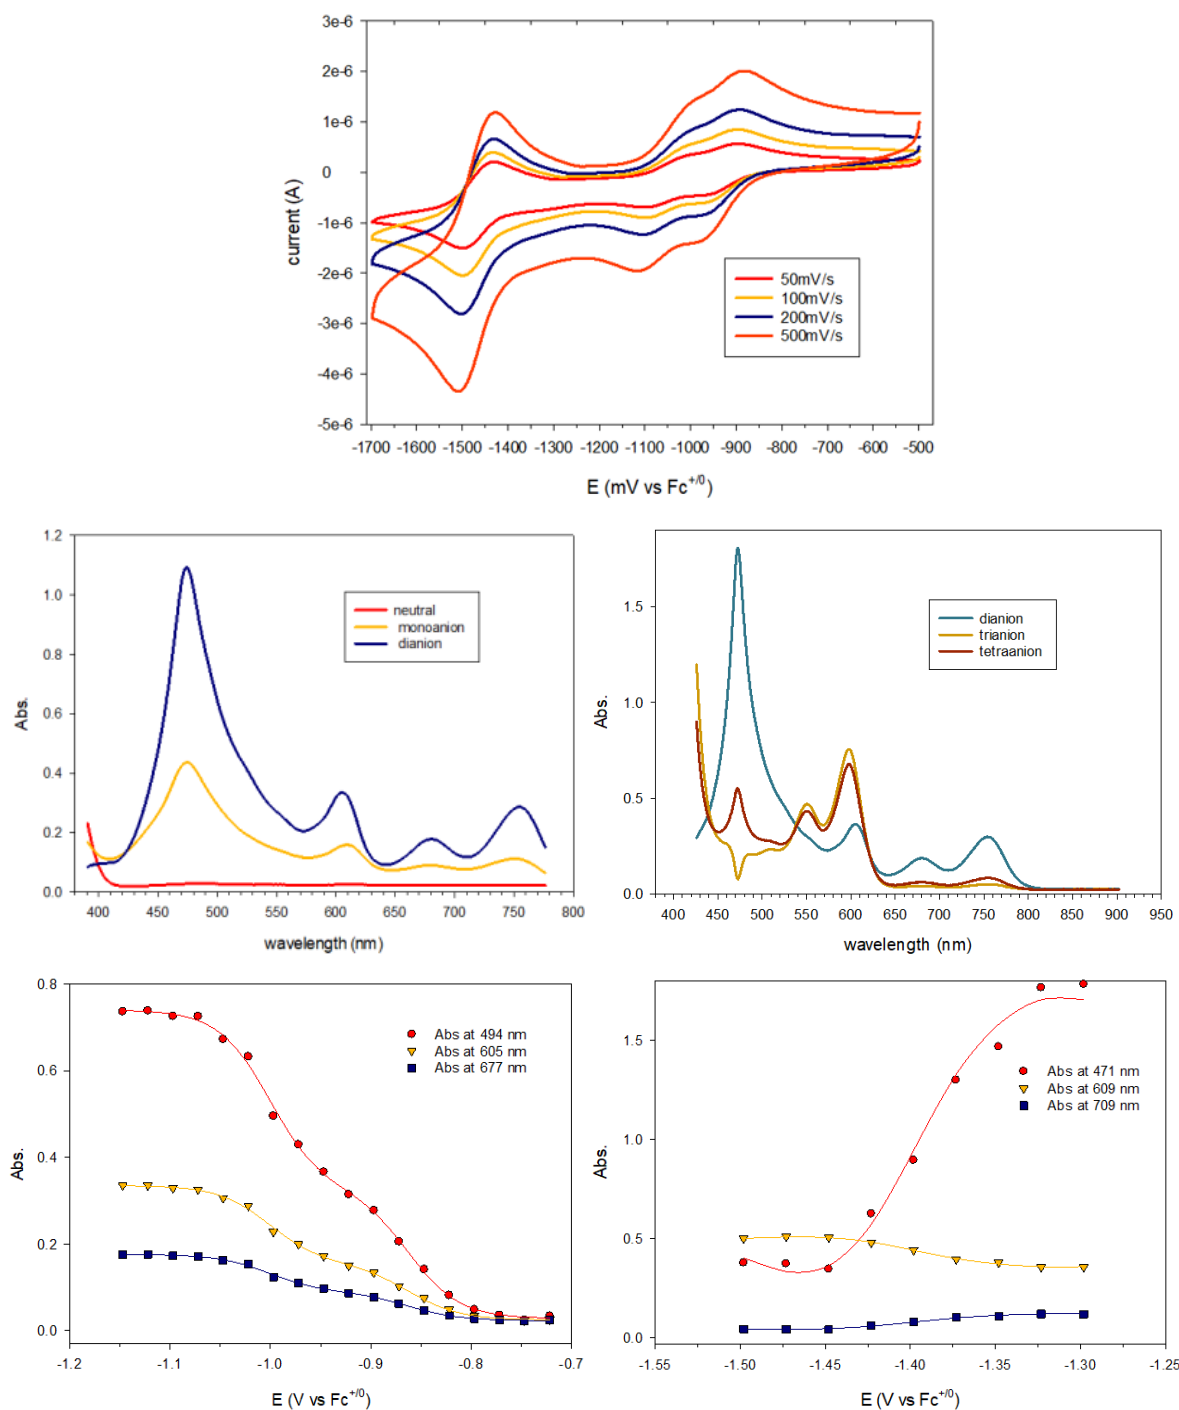 3e-6
2e-6
1e-6
0
-1e-6
-2e-6
-3e-6
-4e-6
-5e-6
current (A)
50mV/s
100mV/s
200mV/s
500mV/s
-1700 -1600 -1500 -1400 -1300 -1200 -1100 -1000 -900 -800 -700 -600 -500
E (mV vs Fc+/0)
1.2
1.0
0.8
0.6
0.4
0.2
0.0
Abs.
neutral
monoanion
dianion
400 450 500 550 600 650 700 750 800
wavelength (nm)
1.5
1.0
0.5
0.0
Abs.
dianion
trianion
tetraanion
400 450 500 550 600 650 700 750 800 850 900 950
wavelength (nm)
0.8
0.6
0.4
0.2
0.0
Abs.
Abs at 494 nm
Abs at 605 nm
Abs at 677 nm
-1.2 -1.1 -1.0 -0.9 -0.8 -0.7
E (V vs Fc+/0)
1.5
1.0
0.5
0.0
Abs.
Abs at 471 nm
Abs at 609 nm
Abs at 709 nm
-1.55 -1.50 -1.45 -1.40 -1.35 -1.30 -1.25
E (V vs Fc+/0)